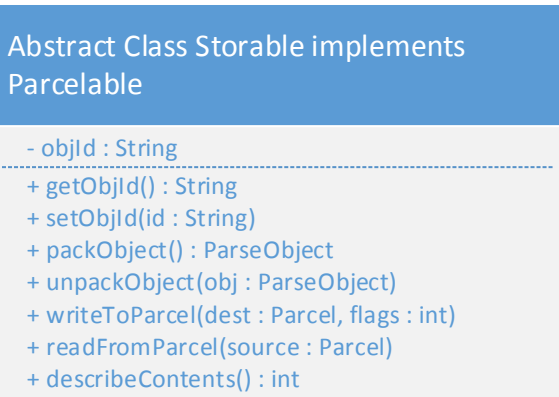 Abstract Class Storable implements
Parcelable
- objId : String
+ getObjId() : String
+ setObjId(id : String)
+ packObject() : ParseObject
+ unpackObject(obj : ParseObject)
+ writeToParcel(dest : Parcel, flags : int)
+ readFromParcel(source : Parcel)
+ describeContents() : int